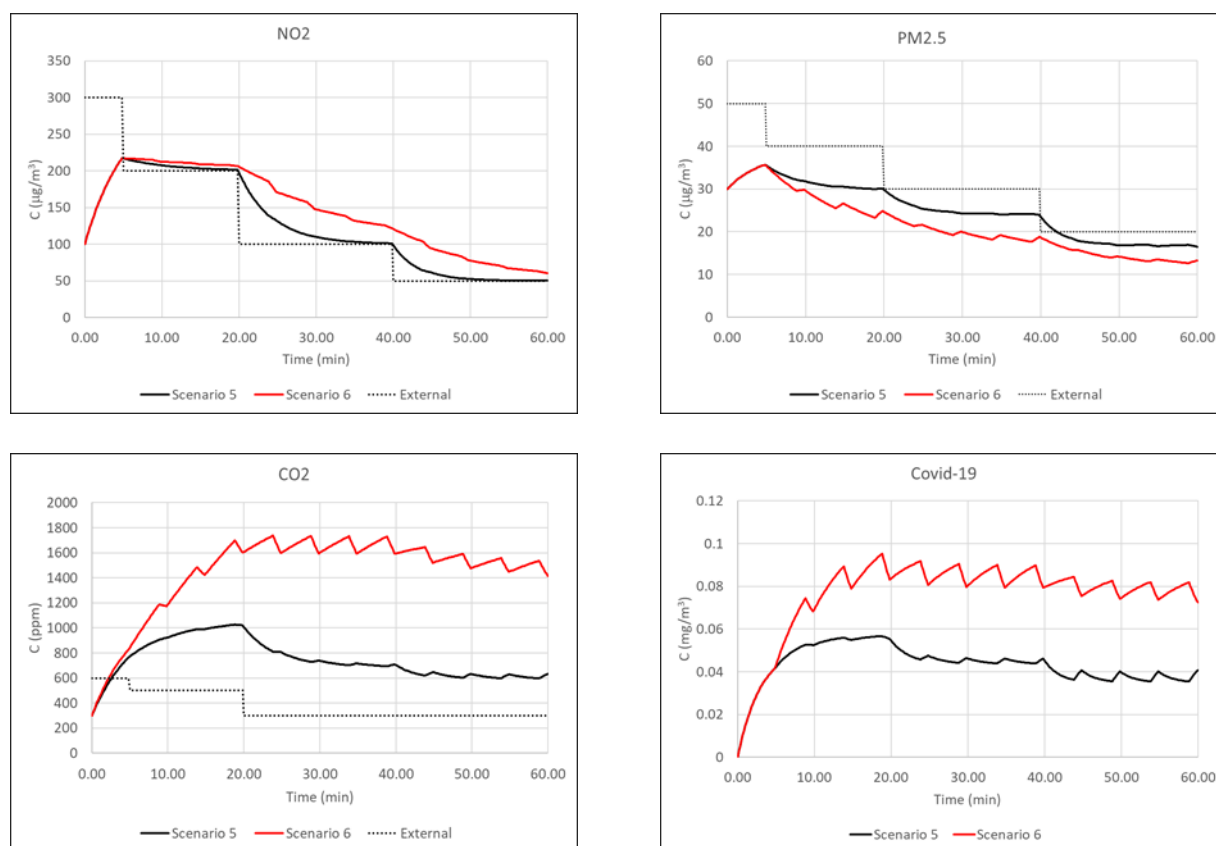 NO2
350
300
250
200
150
100
50
0
C (µg/m³)
0.00 10.00 20.00 30.00 40.00 50.00 60.00
Time (min)
Scenario 5 Scenario 6 External
PM2.5
60
50
40
30
20
10
0
C (µg/m³)
0.00 10.00 20.00 30.00 40.00 50.00 60.00
Time (min)
Scenario 5 Scenario 6 External
CO2
2000
1800
1600
1400
1200
1000
800
600
400
200
0
C (ppm)
0.00 10.00 20.00 30.00 40.00 50.00 60.00
Time (min)
Scenario 5 Scenario 6 External
Covid-19
0.12
0.1
0.08
0.06
0.04
0.02
0
C (mg/m³)
0.00 10.00 20.00 30.00 40.00 50.00 60.00
Time (min)
Scenario 5 Scenario 6